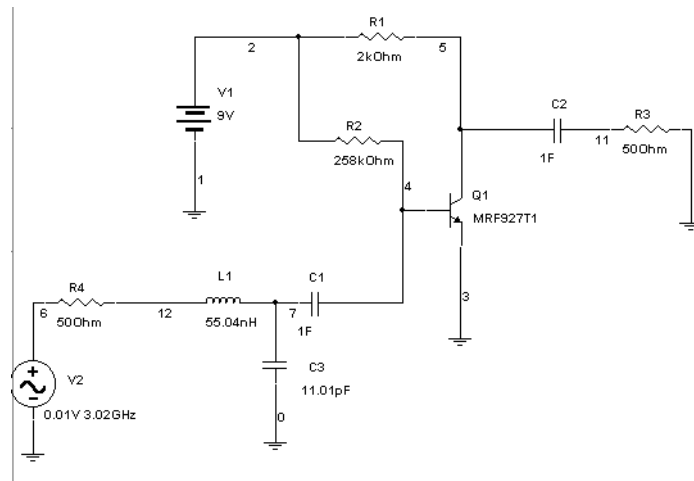 R1
2
5
2kOhm
V1
9V
C2
R3
R2
11
1F
50Ohm
258kOhm
1
4
Q1
MRF927T1
L1
C1
R4
3
6
12
7
50Ohm
55.04nH
1F
C3
V2
11.01pF
0.01V 3.02GHz
0